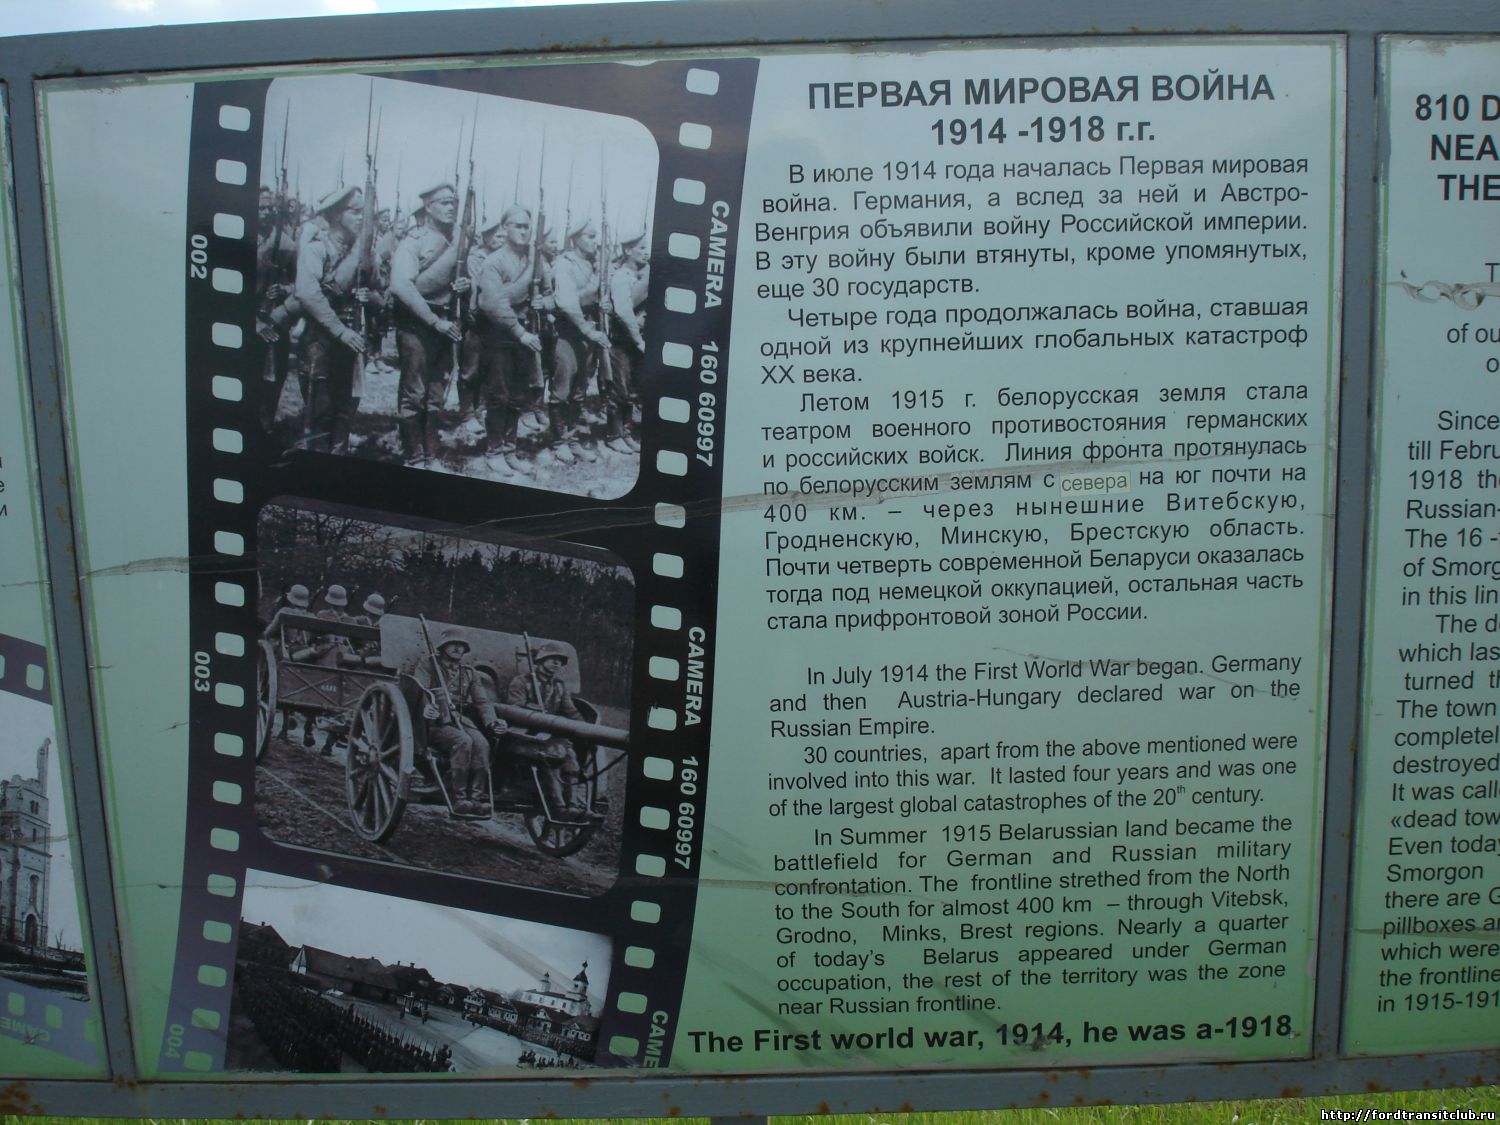 ПЕРВАЯ МИРОВАЯ ВОЙНА
1914 -1918 г.г.
В июле 1914 года началась Первая мировая
война. Германия, а вслед за ней и Австро-
Венгрия объявили войну Российской империи.
В эту войну были втянуты, кроме упомянутых,
еще 30 государств.
Четыре года продолжалась война, ставшая
одной из крупнейших глобальных катастроф
XX века.
Летом 1915 г. белорусская земля стала
театром военного противостояния германских
и российских войск. Линия фронта протянулась
по белорусским землям с севера на юг почти на
400 км. – через нынешние Витебскую,
Гродненскую, Минскую, Брестскую область.
Почти четверть современной Беларуси оказалась
тогда под немецкой оккупацией, остальная часть
стала прифронтовой зоной России.
In July 1914 the First World War began. Germany
and then Austria-Hungary declared war on the
Russian Empire.
30 countries, apart from the above mentioned were
involved into this war. It lasted four years and was one
of the largest global catastrophes of the 20th century.
In Summer 1915 Belarussian land became the
battlefield for German and Russian military
confrontation. The frontline strethed from the North
to the South for almost 400 km – through Vitebsk,
Grodno, Minks, Brest regions. Nearly a quarter
of today's Belarus appeared under German
occupation, the rest of the territory was the zone
near Russian frontline.
The First world war, 1914, he was a-1918
002
003
004
CAMERA 160 60997
CAMERA 160 60997
CAME
CAME
е
и
810 D
NEA
THE
T
of ou
o
Since
till Febru
1918 the
Russian-
The 16 -
of Smorg
in this lin
The de
which las
turned th
The town
completel
destroyed
It was calle
«dead tow
Even today
Smorgon
there are G
pillboxes an
which were
the frontline
in 1915-191
http://fordtransitclub.ru